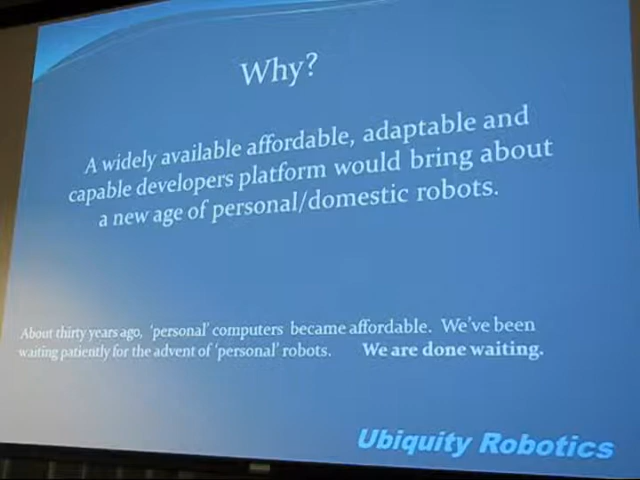 Why?
A widely available affordable, adaptable and
capable developers platform would bring about
a new age of personal/domestic robots.
About thirty years ago, 'personal' computers became affordable. We've been
waiting patiently for the advent of 'personal' robots. We are done waiting.
Ubiquity Robotics